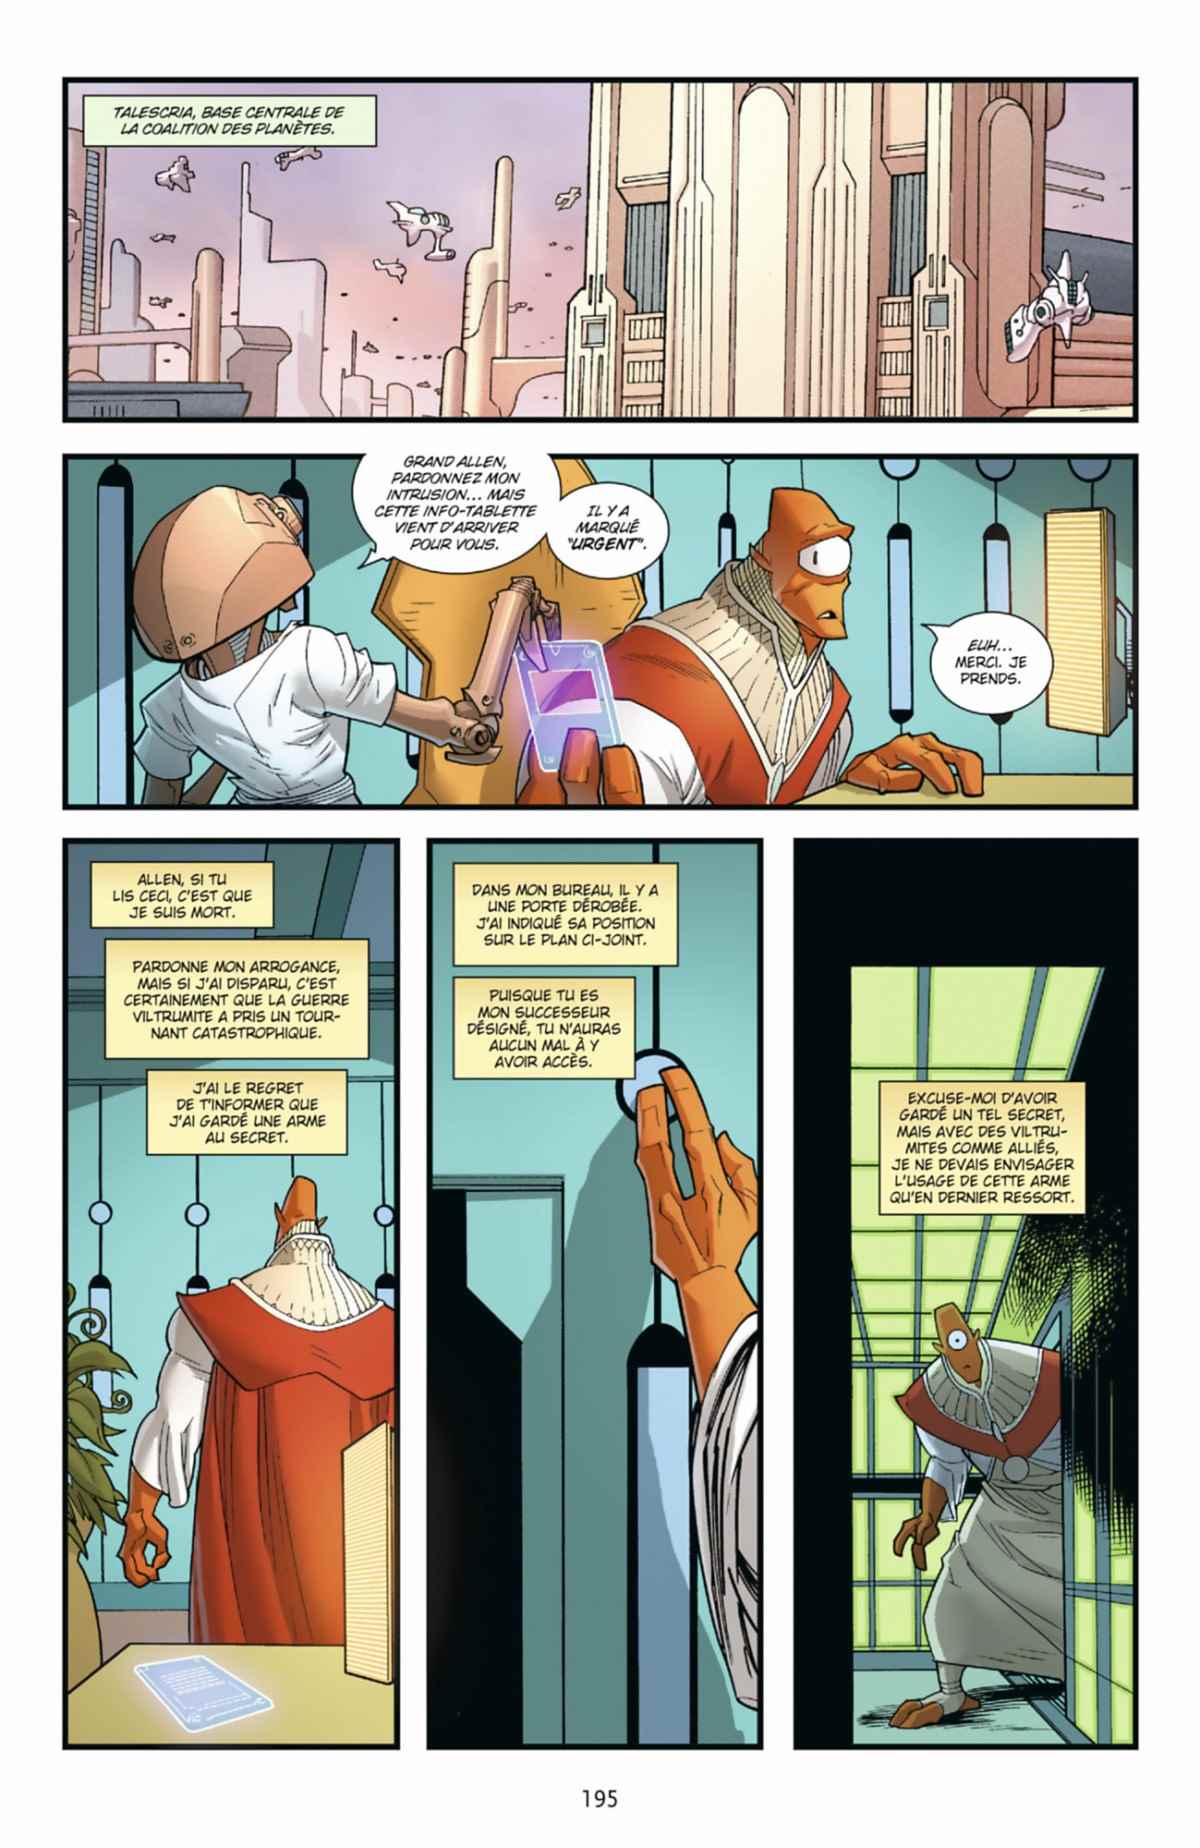 TALESCRIA, BASE CENTRALE DE
LA COALITION DES PLANÈTES.
GRAND ALLEN,
PARDONNEZ MON
INTRUSION... MAIS
CETTE INFO-TABLETTE
VIENT D'ARRIVER
POUR VOUS.
IL Y A
MARQUÉ
"URGENT".
EUH...
MERCI. JE
PRENDS.
ALLEN, SI TU
LIS CECI, C'EST QUE
JE SUIS MORT.
PARDONNE MON ARROGANCE,
MAIS SI J'AI DISPARU, C'EST
CERTAINEMENT QUE LA GUERRE
VILTRUMITE A PRIS UN TOUR-
NANT CATASTROPHIQUE.
J'AI LE REGRET
DE T'INFORMER QUE
J'AI GARDÉ UNE ARME
AU SECRET.
DANS MON BUREAU, IL Y A
UNE PORTE DÉROBÉE.
J'AI INDIQUÉ SA POSITION
SUR LE PLAN CI-JOINT.
PUISQUE TU ES
MON SUCCESSEUR
DÉSIGNÉ, TU N'AURAS
AUCUN MAL À Y
AVOIR ACCÈS.
EXCUSE-MOI D'AVOIR
GARDÉ UN TEL SECRET,
MAIS AVEC DES VILTRU-
MITES COMME ALLIÉS,
JE NE DEVAIS ENVISAGER
L'USAGE DE CETTE ARME
QU'EN DERNIER RESSORT.
195